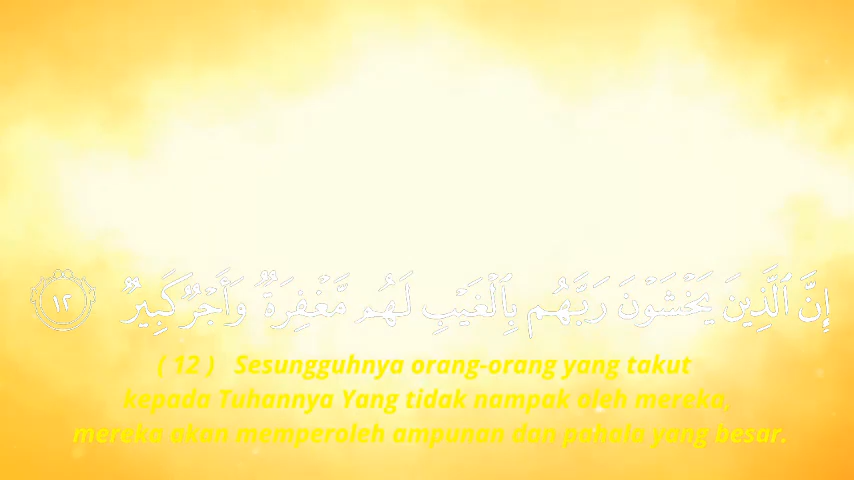 إِنَّ ٱلَّذِينَ يَخْشَوْنَ رَبَّهُم بِٱلْغَيْبِ لَهُم مَّغْفِرَةٌ وَأَجْرٌ كَبِيرٌ ١٢
( 12 ) Sesungguhnya orang-orang yang takut
kepada Tuhannya Yang tidak nampak oleh mereka,
mereka akan memperoleh ampunan dan pahala yang besar.